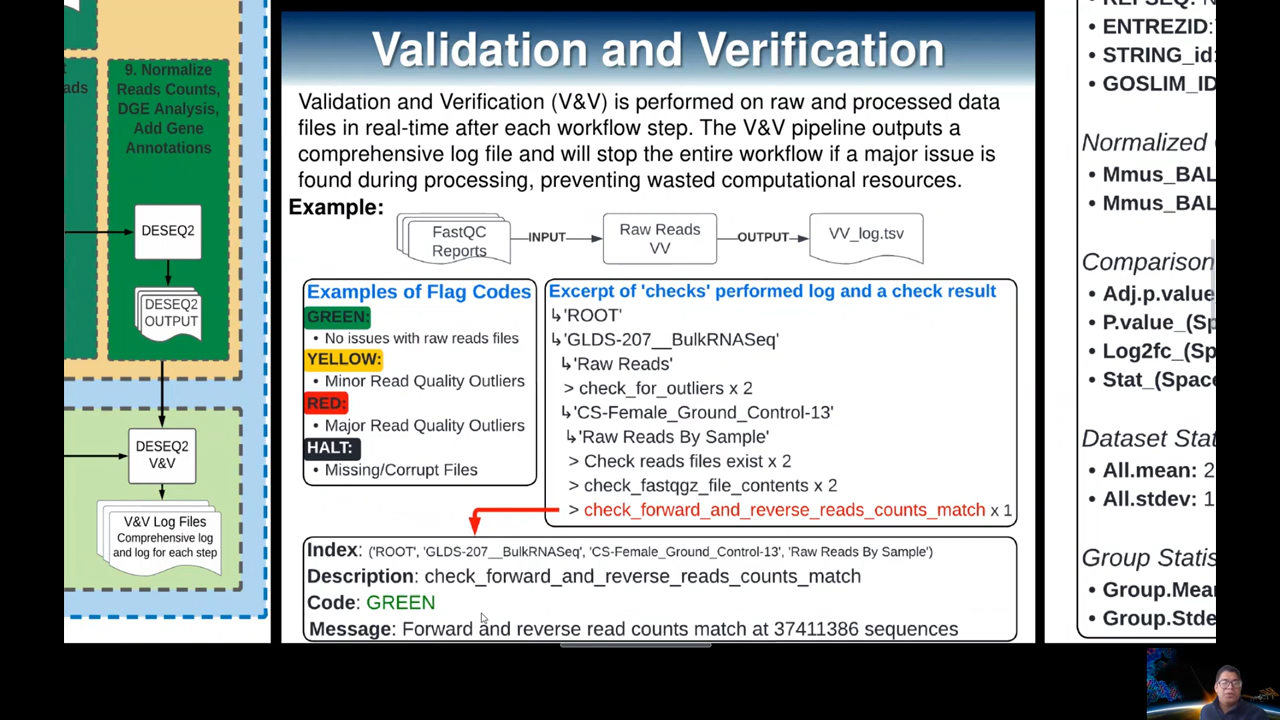 ads
9. Normalize
Reads Counts,
DGE Analysis,
Add Gene
Annotations
DESEQ2
DESEQ2
OUTPUT
DESEQ2
V&V
V&V Log Files
Comprehensive log
and log for each step
Validation and Verification
Validation and Verification (V&V) is performed on raw and processed data
files in real-time after each workflow step. The V&V pipeline outputs a
comprehensive log file and will stop the entire workflow if a major issue is
found during processing, preventing wasted computational resources.
Example:
FastQC
Reports
INPUT
Raw Reads
VV
OUTPUT
VV_log.tsv
Examples of Flag Codes
GREEN:
• No issues with raw reads files
YELLOW:
• Minor Read Quality Outliers
RED:
• Major Read Quality Outliers
HALT:
• Missing/Corrupt Files
Excerpt of 'checks' performed log and a check result
↳'ROOT'
↳'GLDS-207__BulkRNASeq'
↳'Raw Reads'
> check_for_outliers x 2
↳'CS-Female_Ground_Control-13'
↳'Raw Reads By Sample'
> Check reads files exist x 2
> check_fastqgz_file_contents x 2
> check_forward_and_reverse_reads_counts_match x 1
Index: ('ROOT', 'GLDS-207__BulkRNASeq', 'CS-Female_Ground_Control-13', 'Raw Reads By Sample')
Description: check_forward_and_reverse_reads_counts_match
Code: GREEN
Message: Forward and reverse read counts match at 37411386 sequences
• ENTREZID:
• STRING_id:
• GOSLIM_ID
Normalized
• Mmus_BAL
• Mmus_BAL
Comparison
• Adj.p.value
• P.value_(Sp
• Log2fc_(Sp
• Stat_(Space
Dataset Stat
• All.mean: 2
• All.stdev: 1
Group Statis
• Group.Mea
• Group.Stde